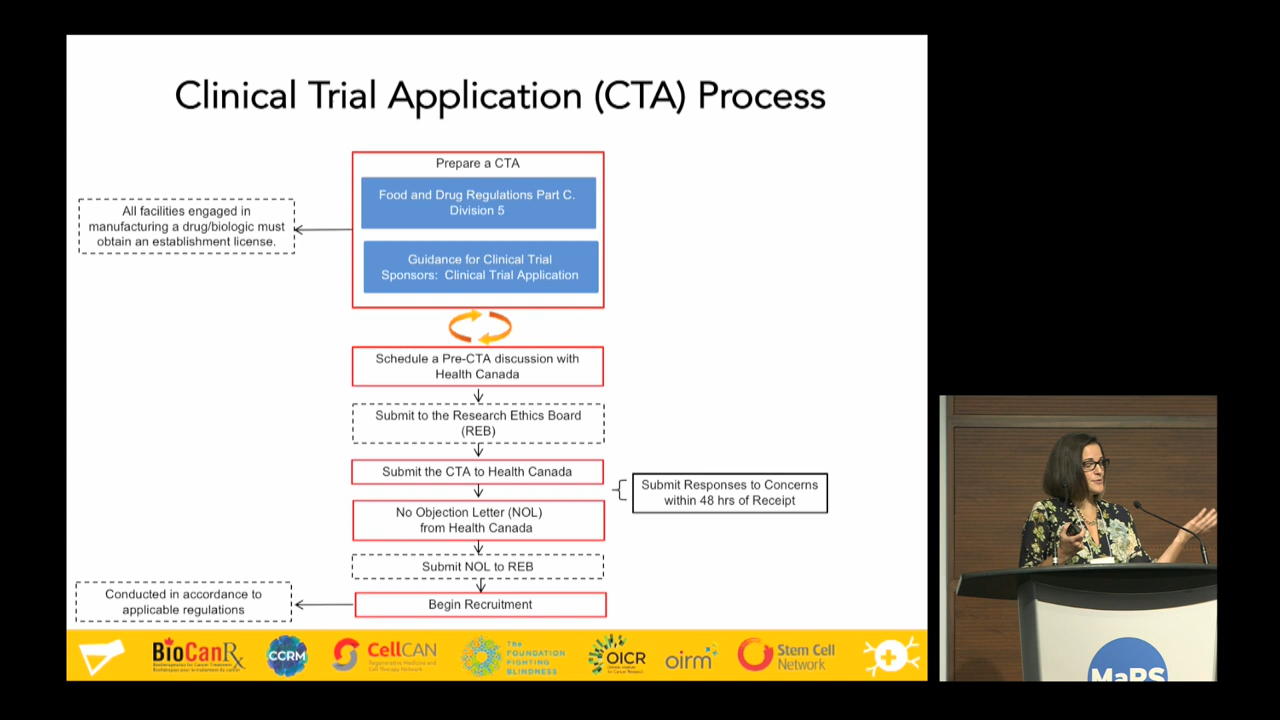 Clinical Trial Application (CTA) Process
Prepare a CTA
Food and Drug Regulations Part C.
Division 5
All facilities engaged in
manufacturing a drug/biologic must
obtain an establishment license.
Guidance for Clinical Trial
Sponsors: Clinical Trial Application
Schedule a Pre-CTA discussion with
Health Canada
Submit to the Research Ethics Board
(REB)
Submit the CTA to Health Canada
Submit Responses to Concerns
within 48 hrs of Receipt
No Objection Letter (NOL)
from Health Canada
Submit NOL to REB
Conducted in accordance to
applicable regulations
Begin Recruitment
BioCanRx
CCRM
CellCAN
Regenerative Medicine and
Cell Therapy Network
THE
FOUNDATION
FIGHTING
BLINDNESS
OICR
oirm
Stem Cell
Network
MaRS